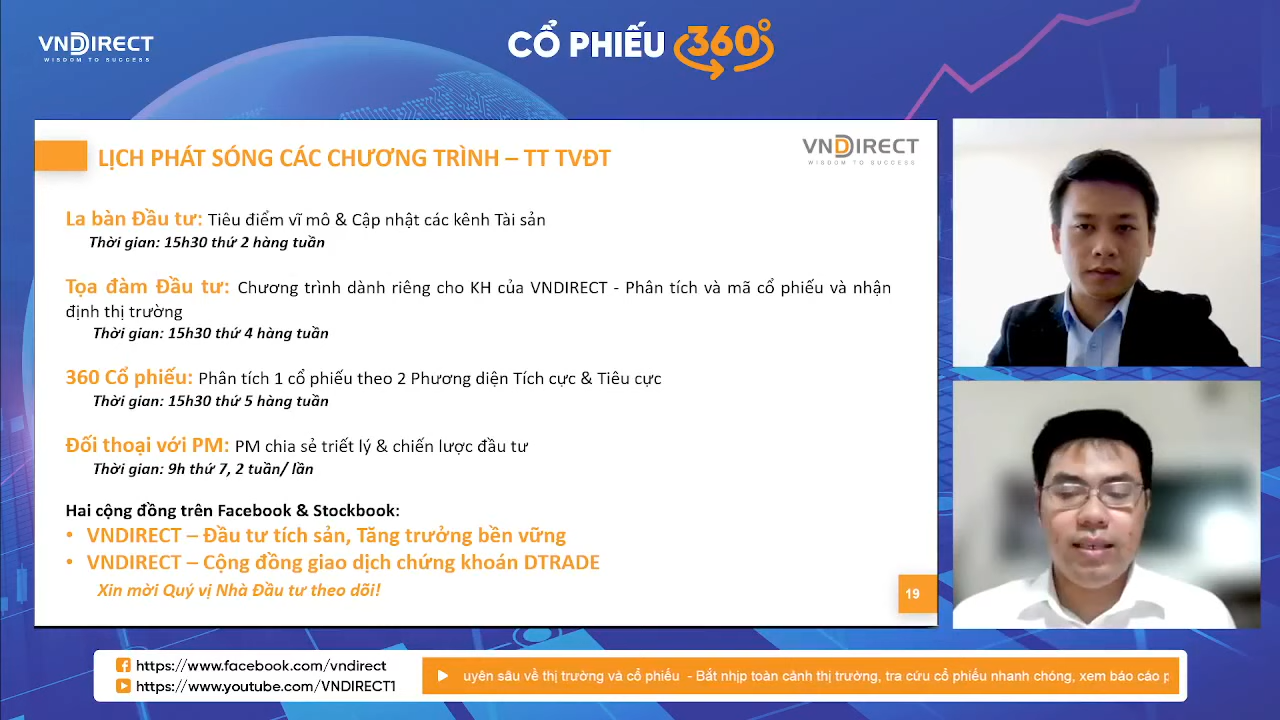 VNDIRECT
WISDOM TO SUCCESS
CỔ PHIẾU 360°
VNDIRECT
WISDOM TO SUCCESS
LỊCH PHÁT SÓNG CÁC CHƯƠNG TRÌNH – TT TVĐT
La bàn Đầu tư: Tiêu điểm vĩ mô & Cập nhật các kênh Tài sản
Thời gian: 15h30 thứ 2 hàng tuần
Tọa đàm Đầu tư: Chương trình dành riêng cho KH của VNDIRECT - Phân tích và mã cổ phiếu và nhận
định thị trường
Thời gian: 15h30 thứ 4 hàng tuần
360 Cổ phiếu: Phân tích 1 cổ phiếu theo 2 Phương diện Tích cực & Tiêu cực
Thời gian: 15h30 thứ 5 hàng tuần
Đối thoại với PM: PM chia sẻ triết lý & chiến lược đầu tư
Thời gian: 9h thứ 7, 2 tuần/ lần
Hai cộng đồng trên Facebook & Stockbook:
• VNDIRECT – Đầu tư tích sản, Tăng trưởng bền vững
• VNDIRECT – Cộng đồng giao dịch chứng khoán DTRADE
Xin mời Quý vị Nhà Đầu tư theo dõi!
19
https://www.facebook.com/vndirect
https://www.youtube.com/VNDIRECT1
uyên sâu về thị trường và cổ phiếu - Bắt nhịp toàn cảnh thị trường, tra cứu cổ phiếu nhanh chóng, xem báo cáo p